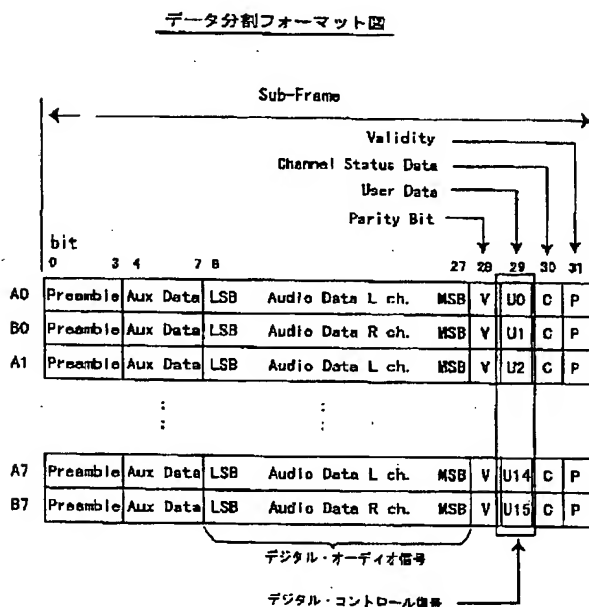 データ分割フォーマット図
Sub-Frame
Validity
Channel Status Data
User Data
Parity Bit
bit
0 3 4 7 8 27 28 29 30 31
A0 Preamble Aux Data LSB Audio Data L ch. MSB V U0 C P
B0 Preamble Aux Data LSB Audio Data R ch. MSB V U1 C P
A1 Preamble Aux Data LSB Audio Data L ch. MSB V U2 C P
A7 Preamble Aux Data LSB Audio Data L ch. MSB V U14 C P
B7 Preamble Aux Data LSB Audio Data R ch. MSB V U15 C P
デジタル・オーディオ信号
デジタル・コントロール信号